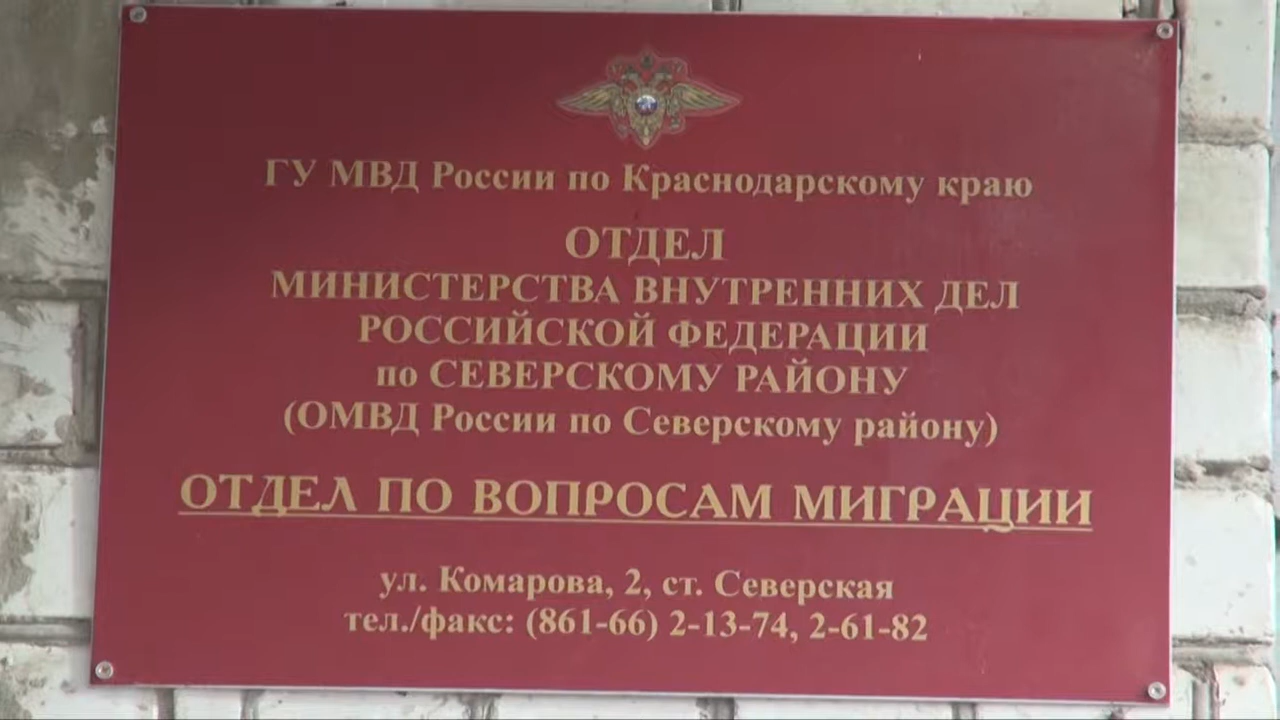 ГУ МВД России по Краснодарскому краю
ОТДЕЛ
МИНИСТЕРСТВА ВНУТРЕННИХ ДЕЛ
РОССИЙСКОЙ ФЕДЕРАЦИИ
по СЕВЕРСКОМУ РАЙОНУ
(ОМВД России по Северскому району)
ОТДЕЛ ПО ВОПРОСАМ МИГРАЦИИ
ул. Комарова, 2, ст. Северская
тел./факс: (861-66) 2-13-74, 2-61-82